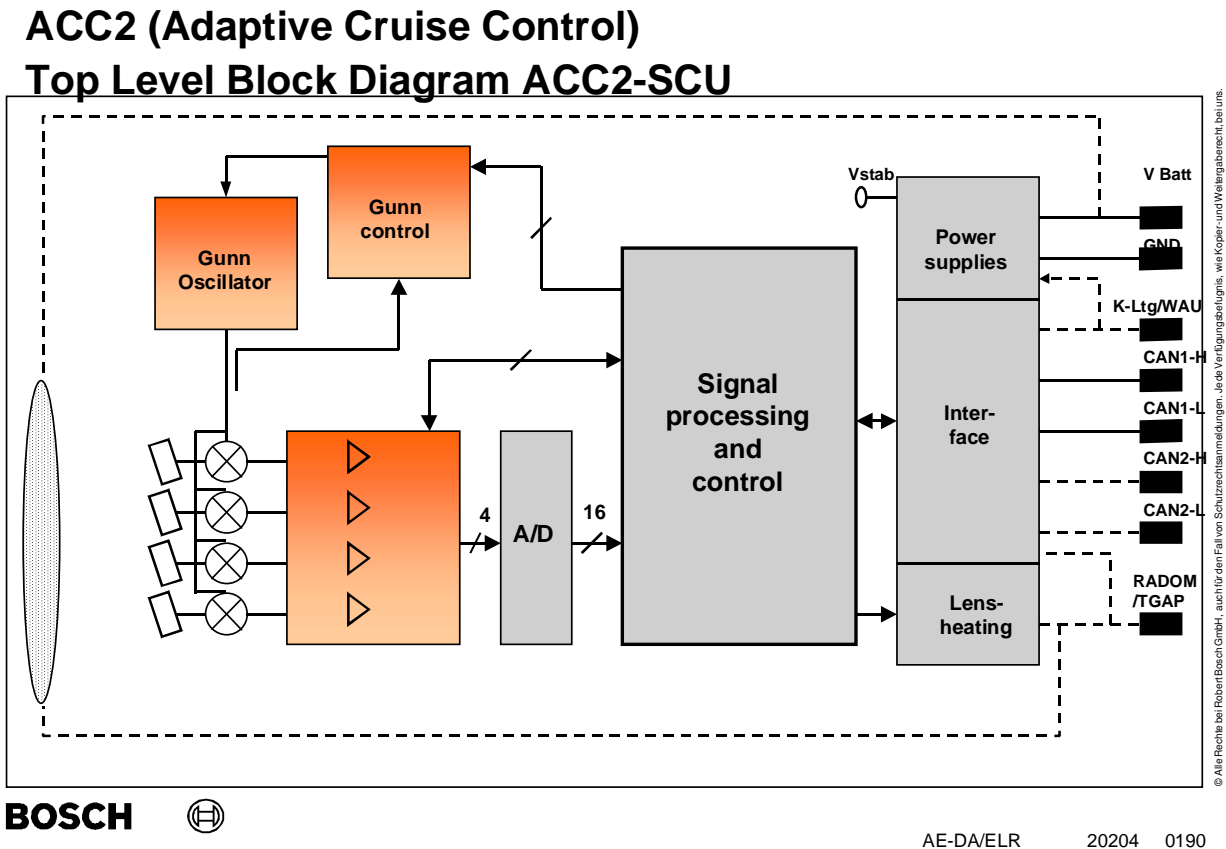 ACC2 (Adaptive Cruise Control)
Top Level Block Diagram ACC2-SCU
Gunn
control
Gunn
Oscillator
Vstab
Power
supplies
V Batt
GND
K-Ltg/WAU
CAN1-H
CAN1-L
CAN2-H
CAN2-L
RADOM
/TGAP
Signal
processing
and
control
Inter-
face
Lens-
heating
4
A/D
16
© Alle Rechte bei Robert Bosch GmbH, auch für den Fall von Schutzrechtsanmeldungen. Jede Verfügungsbefugnis, wie Kopier- und Weitergaberecht, bei uns.
BOSCH
AE-DA/ELR 20204 0190